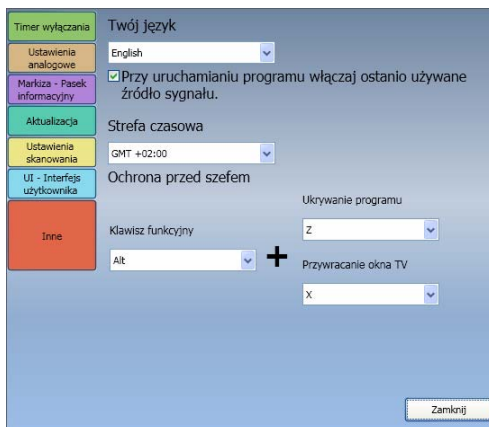 Timer wyłączania
Ustawienia
analogowe
Markiza - Pasek
informacyjny
Aktualizacja
Ustawienia
skanowania
UI - Interfejs
użytkownika
Inne
Twój język
English
Przy uruchamianiu programu włączaj ostanio używane
źródło sygnału.
Strefa czasowa
GMT +02:00
Ochrona przed szefem
Ukrywanie programu
Klawisz funkcyjny
Z
Alt
+
Przywracanie okna TV
X
Zamknij